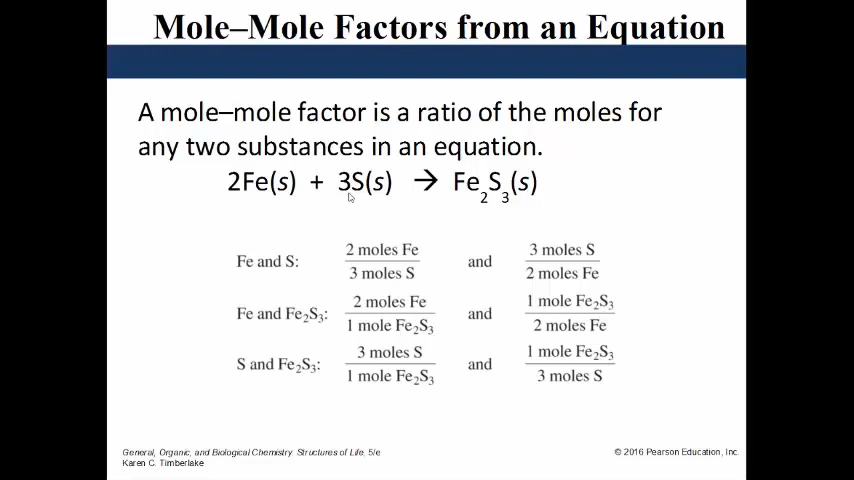 Mole–Mole Factors from an Equation
A mole–mole factor is a ratio of the moles for
any two substances in an equation.
2Fe(s) + 3S(s) → Fe₂S₃(s)
Fe and S: 2 moles Fe / 3 moles S and 3 moles S / 2 moles Fe
Fe and Fe₂S₃: 2 moles Fe / 1 mole Fe₂S₃ and 1 mole Fe₂S₃ / 2 moles Fe
S and Fe₂S₃: 3 moles S / 1 mole Fe₂S₃ and 1 mole Fe₂S₃ / 3 moles S
General, Organic, and Biological Chemistry: Structures of Life, 5/e
Karen C. Timberlake
© 2016 Pearson Education, Inc.